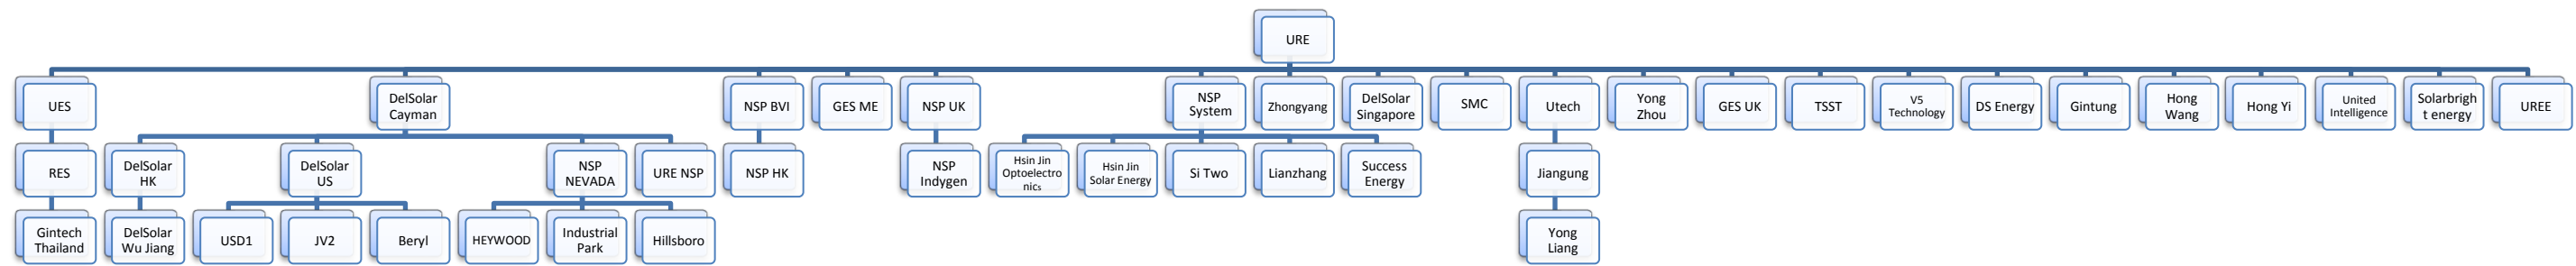 URE
UES
DelSolar
Cayman
NSP BVI
GES ME
NSP UK
NSP
System
Zhongyang
DelSolar
Singapore
SMC
Utech
Yong
Zhou
GES UK
TSST
V5
Technology
DS Energy
Gintung
Hong
Wang
Hong Yi
United
Intelligence
Solarbrigh
t energy
UREE
RES
DelSolar
HK
DelSolar
US
NSP
NEVADA
URE NSP
NSP HK
NSP
Indygen
Hsin Jin
Optoelectro
nics
Hsin Jin
Solar Energy
Si Two
Lianzhang
Success
Energy
Jiangung
Gintech
Thailand
DelSolar
Wu Jiang
USD1
JV2
Beryl
HEYWOOD
Industrial
Park
Hillsboro
Yong
Liang